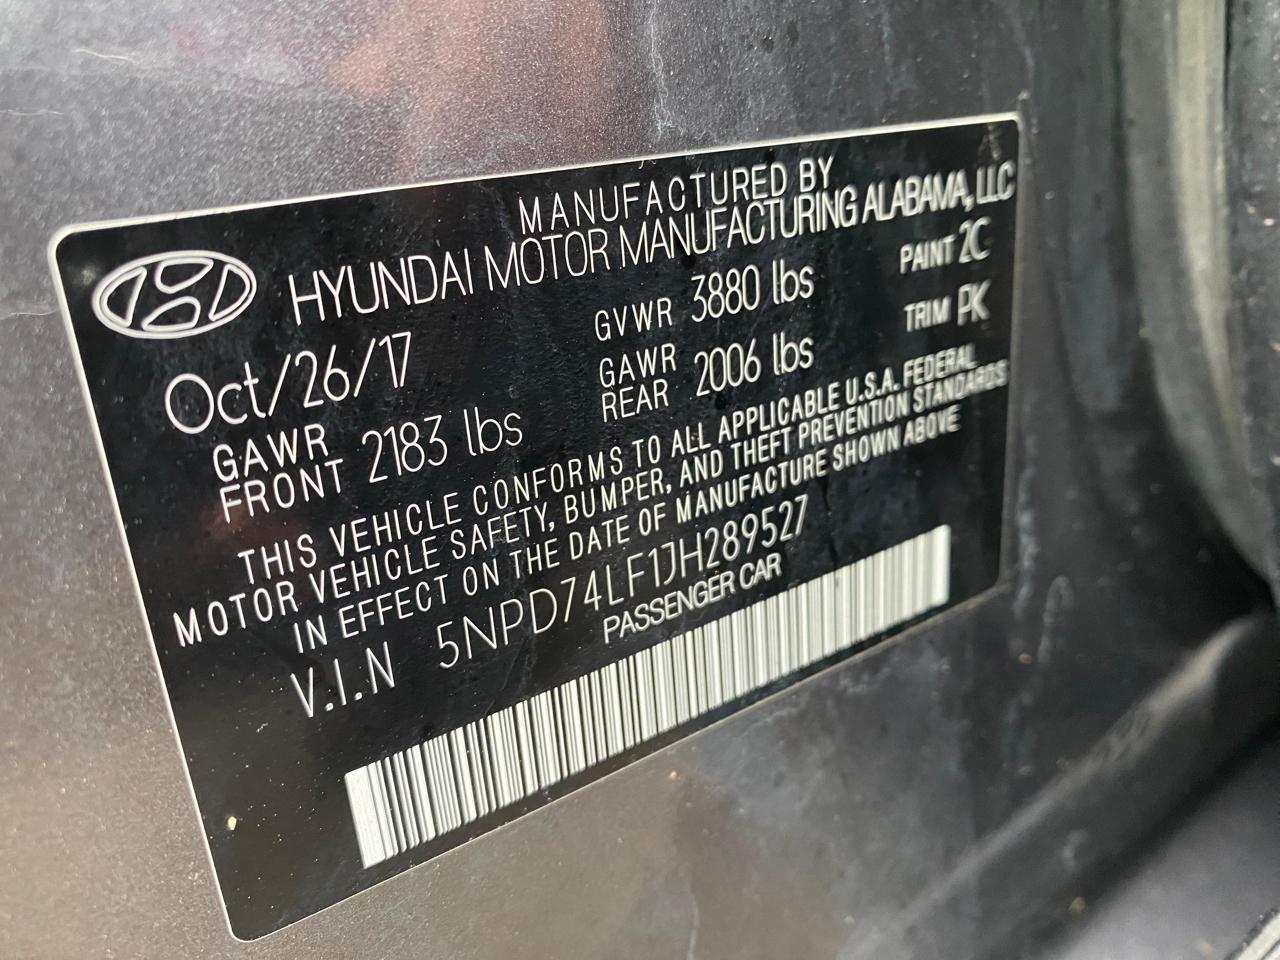 MANUFACTURED BY
HYUNDAI MOTOR MANUFACTURING ALABAMA, LLC
Oct/26/17 GVWR 3880 lbs PAINT 2C
GAWR FRONT 2183 lbs GAWR REAR 2006 lbs TRIM PK
THIS VEHICLE CONFORMS TO ALL APPLICABLE U.S.A. FEDERAL
MOTOR VEHICLE SAFETY, BUMPER, AND THEFT PREVENTION STANDARDS
IN EFFECT ON THE DATE OF MANUFACTURE SHOWN ABOVE
V.I.N 5NPD74LF1JH289527
PASSENGER CAR